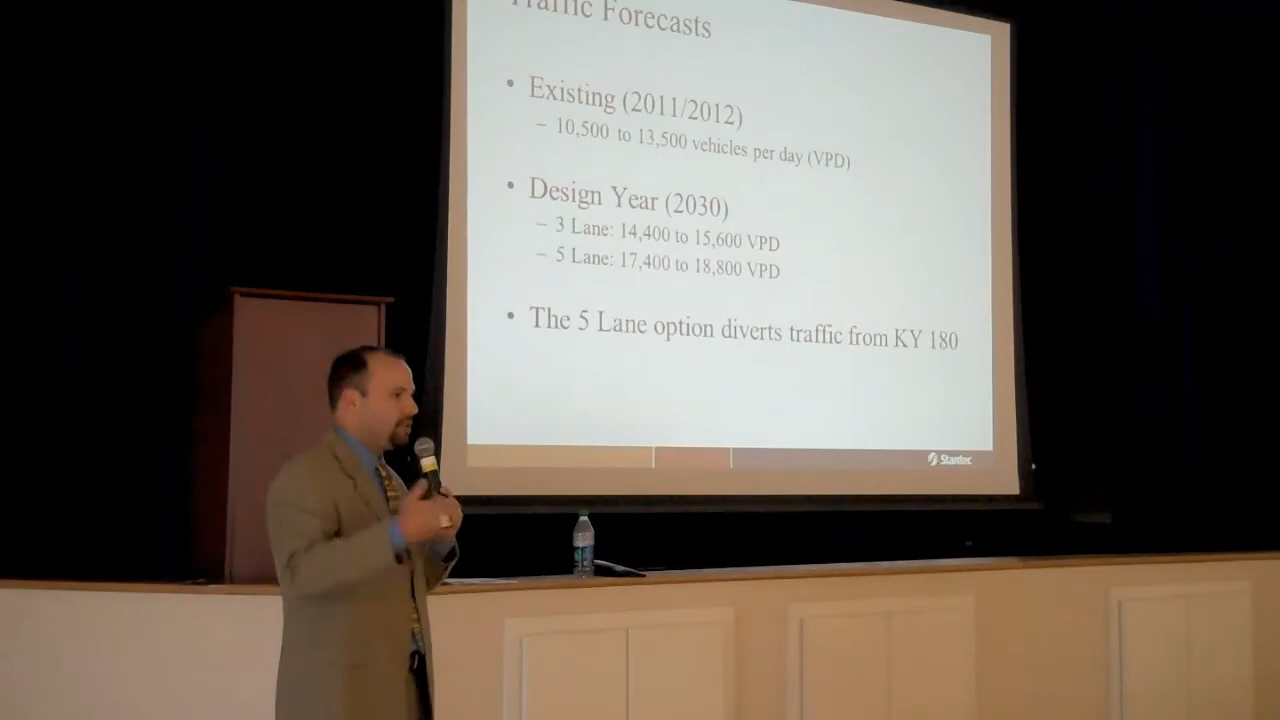 Traffic Forecasts
• Existing (2011/2012)
– 10,500 to 13,500 vehicles per day (VPD)
• Design Year (2030)
– 3 Lane: 14,400 to 15,600 VPD
– 5 Lane: 17,400 to 18,800 VPD
• The 5 Lane option diverts traffic from KY 180
Stantec